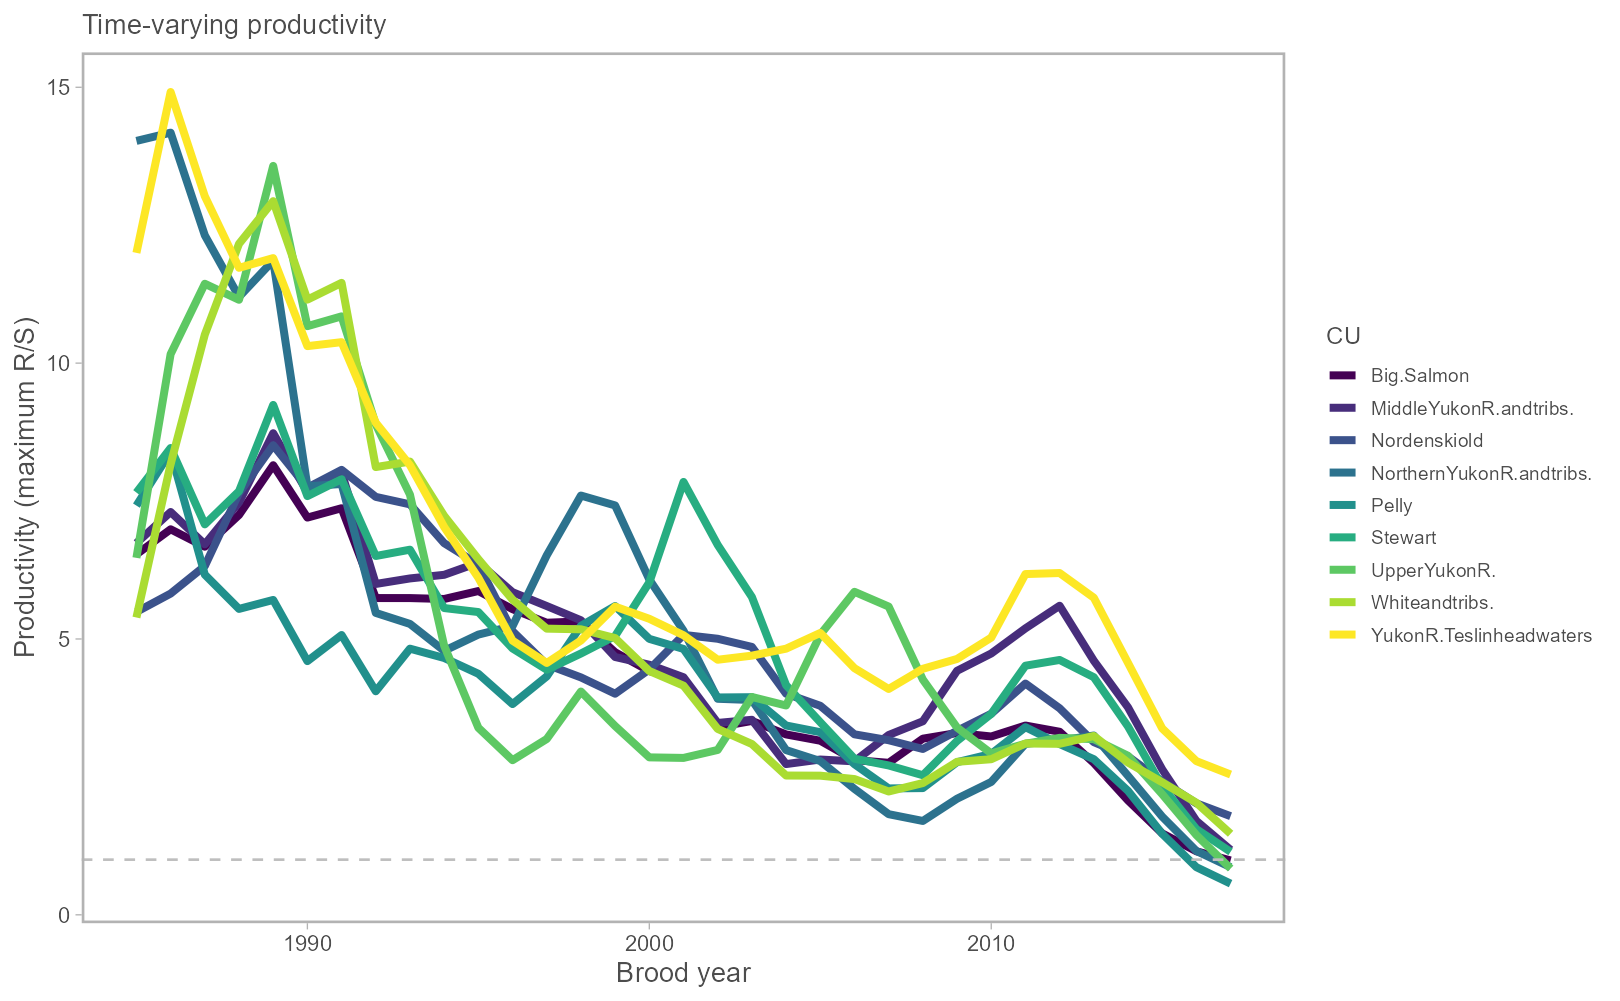 Time-varying productivity
15
10
5
0
Productivity (maximum R/S)
1990
2000
2010
Brood year
CU
Big.Salmon
MiddleYukonR.andtribs.
Nordenskiold
NorthernYukonR.andtribs.
Pelly
Stewart
UpperYukonR.
Whiteandtribs.
YukonR.Teslinheadwaters